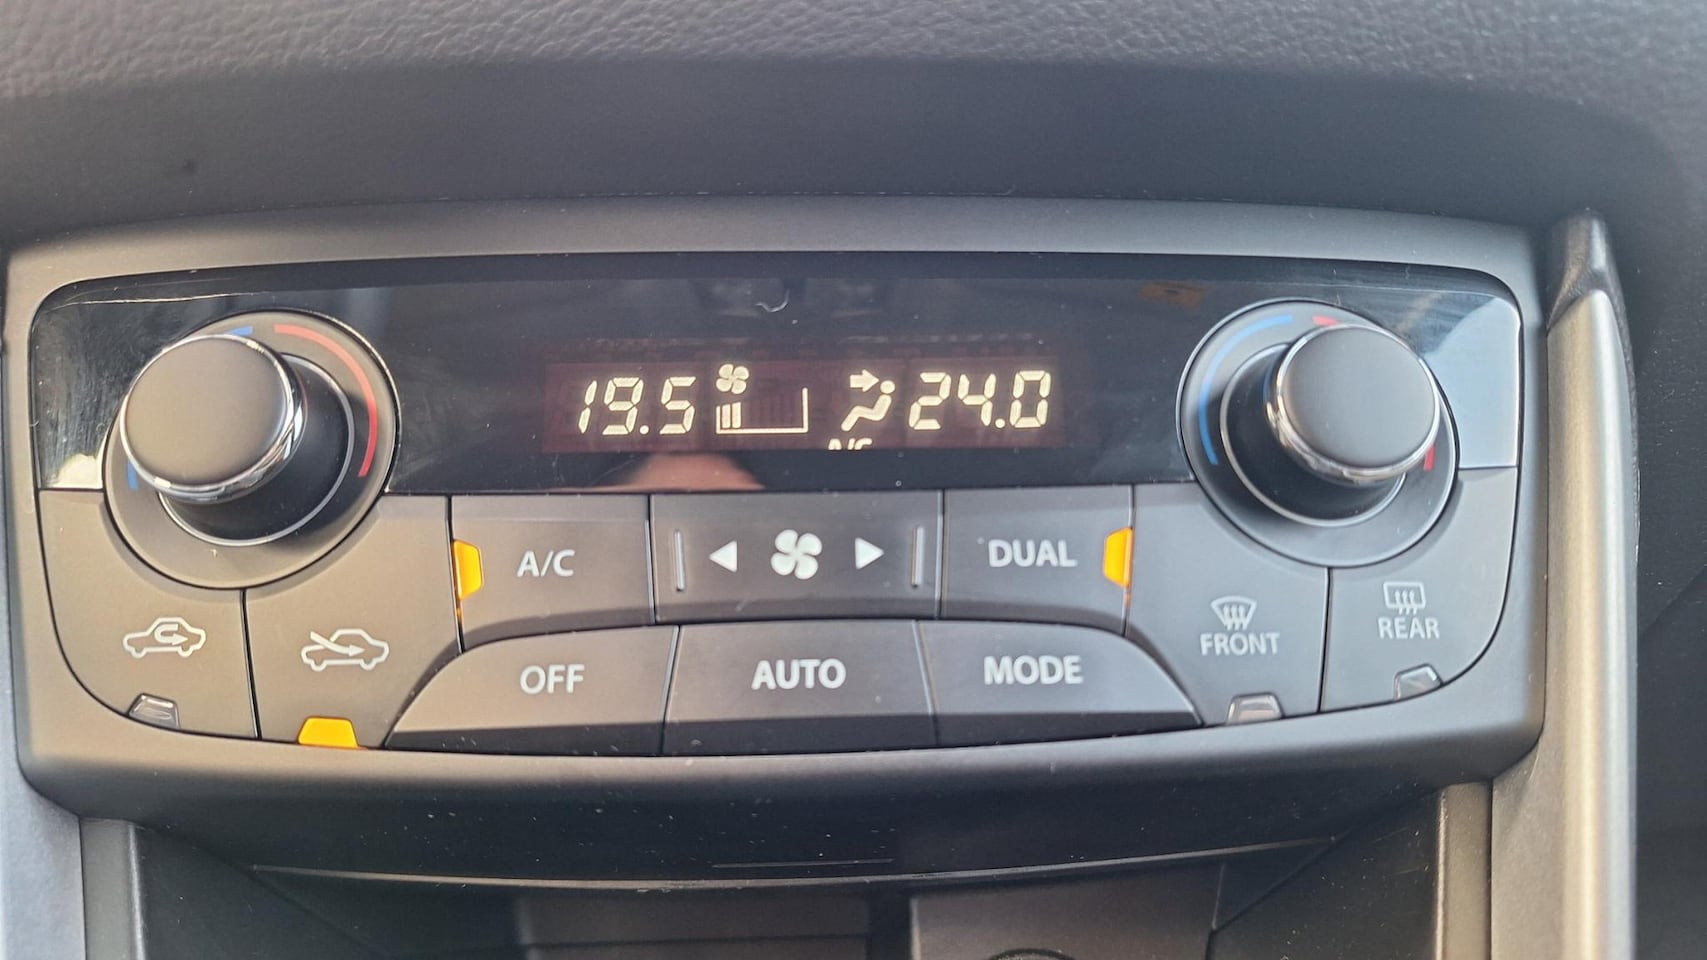 19.5 24.0
A/C
A/C DUAL
FRONT REAR
OFF AUTO MODE